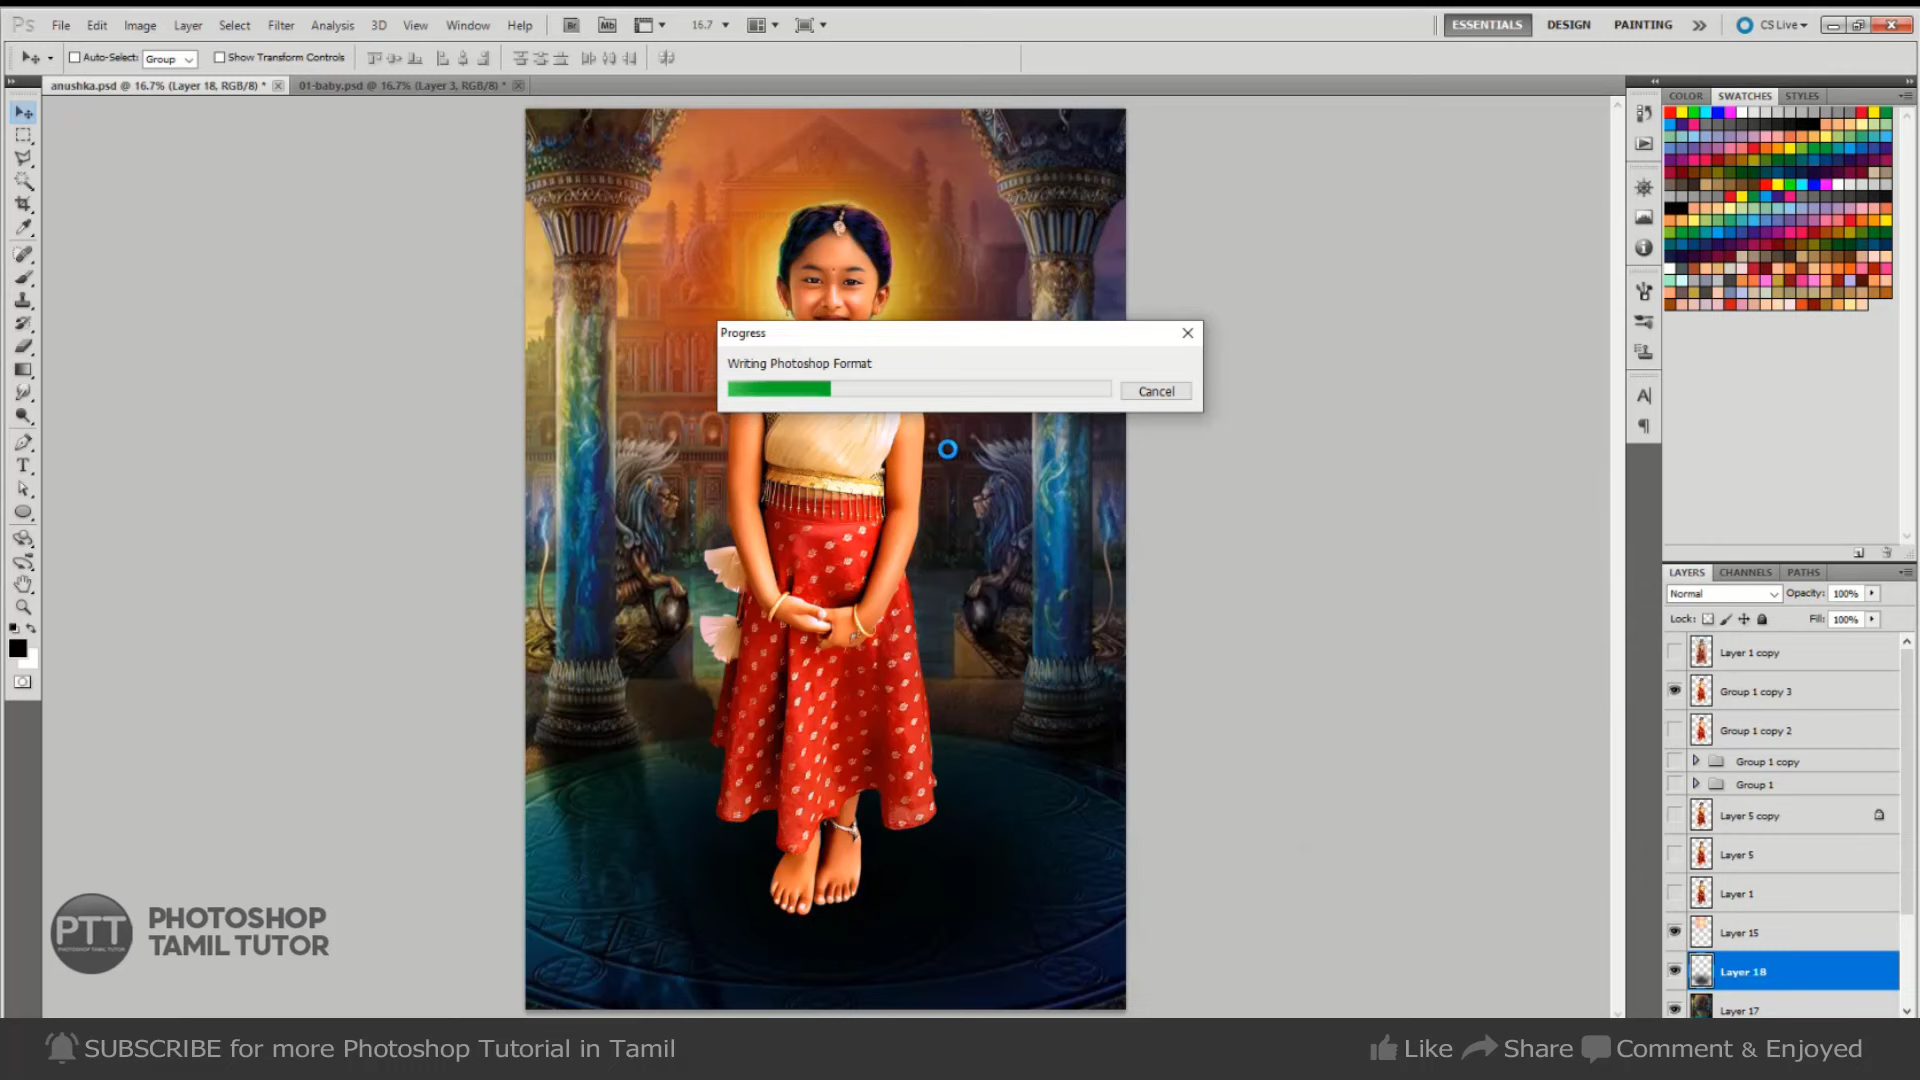 Ps File Edit Image Layer Select Filter Analysis 3D View Window Help Br Mb 16.7 ESSENTIALS DESIGN PAINTING CS Live
Auto-Select: Group Show Transform Controls
anushka.psd @ 16.7% (Layer 18, RGB/8) * 01-baby.psd @ 16.7% (Layer 3, RGB/8) *
COLOR SWATCHES STYLES
Progress
Writing Photoshop Format
Cancel
LAYERS CHANNELS PATHS
Normal Opacity: 100%
Lock: Fill: 100%
Layer 1 copy
Group 1 copy 3
Group 1 copy 2
Group 1 copy
Group 1
Layer 5 copy
Layer 5
Layer 1
Layer 15
Layer 18
Layer 17
PTT
PHOTOSHOP TAMIL TUTOR
PHOTOSHOP
TAMIL TUTOR
SUBSCRIBE for more Photoshop Tutorial in Tamil
Like Share Comment & Enjoyed